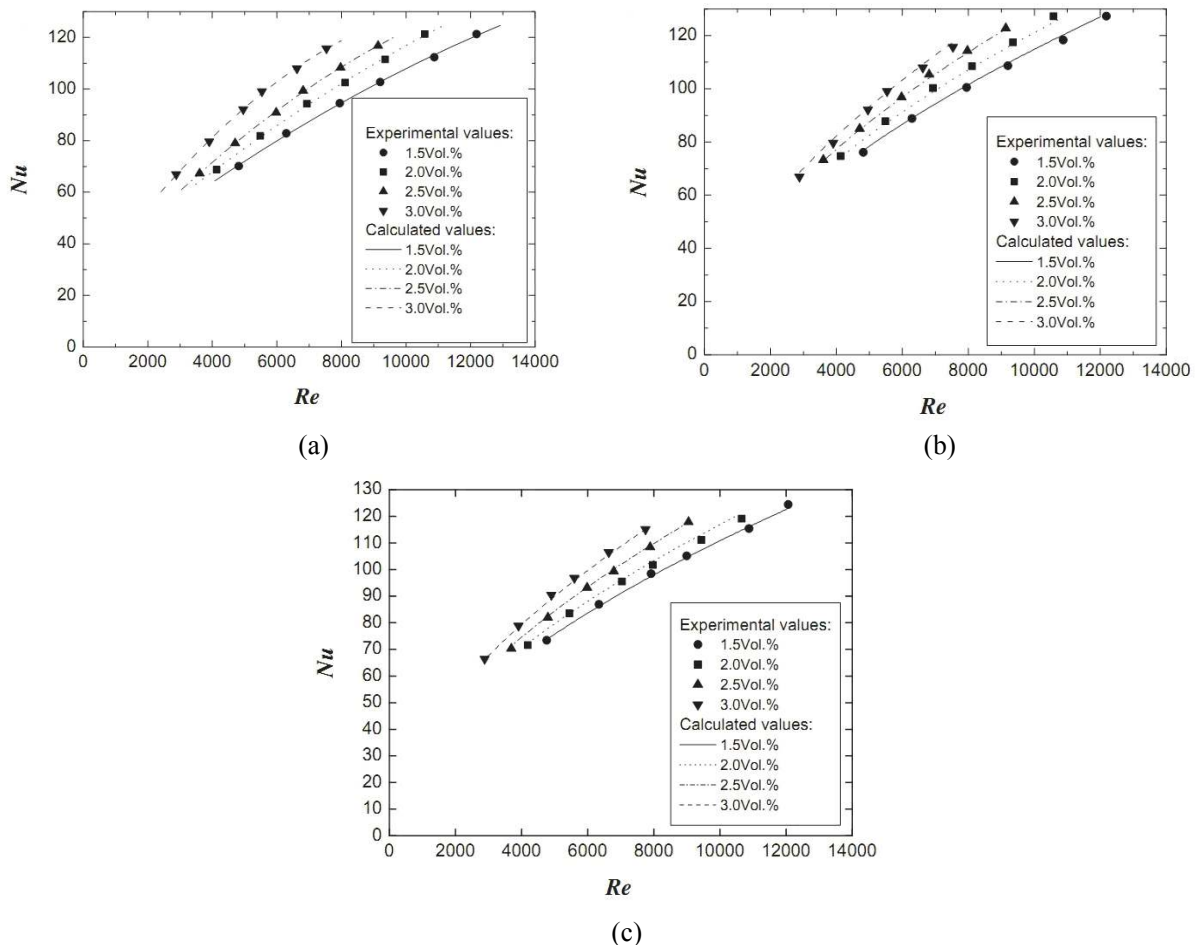 120
100
80
60
40
20
0
Nu
0 2000 4000 6000 8000 10000 12000 14000
Re
Experimental values:
1.5Vol.%
2.0Vol.%
2.5Vol.%
3.0Vol.%
Calculated values:
1.5Vol.%
2.0Vol.%
2.5Vol.%
3.0Vol.%
(a)
120
100
80
60
40
20
0
Nu
0 2000 4000 6000 8000 10000 12000 14000
Re
Experimental values:
1.5Vol.%
2.0Vol.%
2.5Vol.%
3.0Vol.%
Calculated values:
1.5Vol.%
2.0Vol.%
2.5Vol.%
3.0Vol.%
(b)
130
120
110
100
90
80
70
60
50
40
30
20
10
0
Nu
0 2000 4000 6000 8000 10000 12000 14000
Re
Experimental values:
1.5Vol.%
2.0Vol.%
2.5Vol.%
3.0Vol.%
Calculated values:
1.5Vol.%
2.0Vol.%
2.5Vol.%
3.0Vol.%
(c)